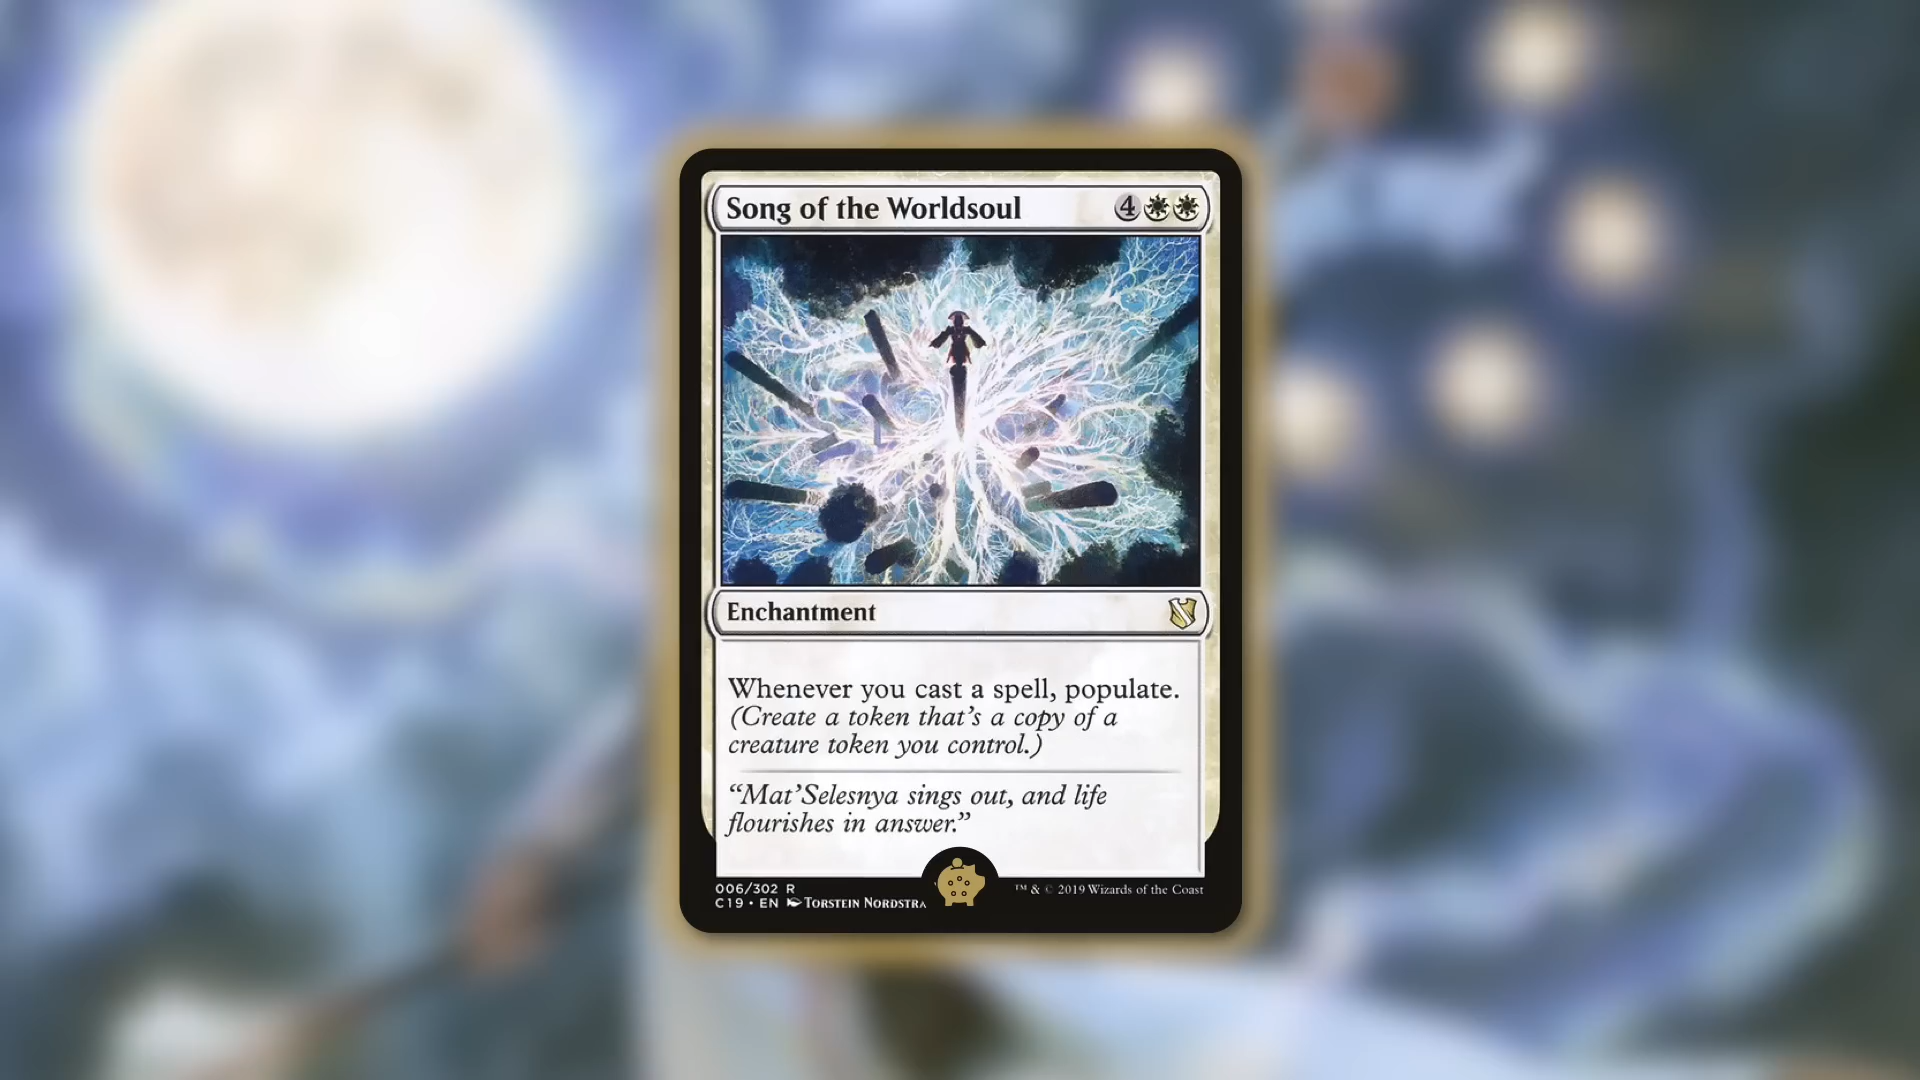 Song of the Worldsoul 4
Enchantment
Whenever you cast a spell, populate.
(Create a token that's a copy of a
creature token you control.)
“Mat'Selesnya sings out, and life
flourishes in answer.”
006/302 R
C19 • EN TORSTEIN NORDSTRA
™ & © 2019 Wizards of the Coast